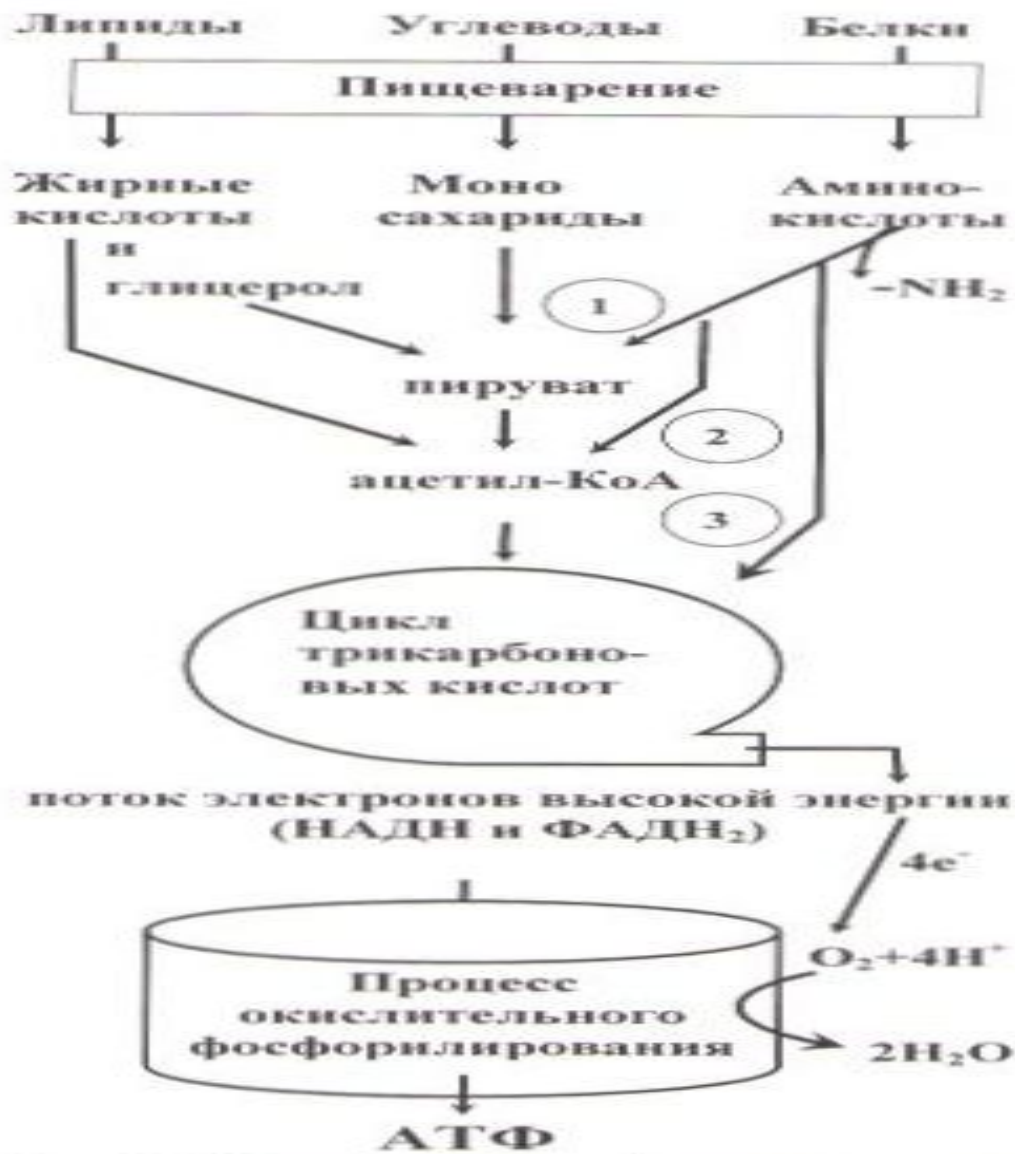 Липиды Углеводы Белки
Пищеварение
Жирные кислоты и глицерол
Моно сахариды
Амино- кислоты
-NH₂
1
пируват
2
ацетил-КоА
3
Цикл
трикарбоно-
вых кислот
поток электронов высокой энергии
(НАДН и ФАДН₂)
4e⁻
O₂+4H⁺
Процесс
окислительного
фосфорилирования
2H₂O
АТФ